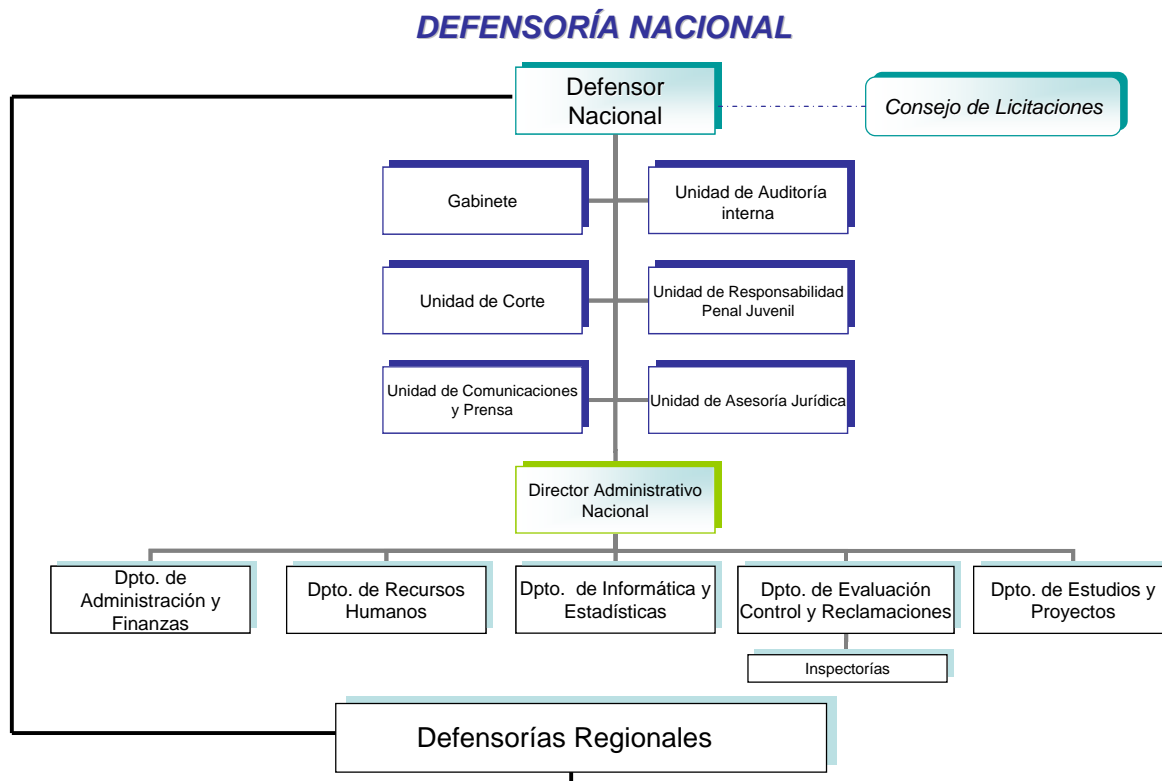 DEFENSORÍA NACIONAL
Defensor
Nacional
Consejo de Licitaciones
Gabinete
Unidad de Auditoría
interna
Unidad de Corte
Unidad de Responsabilidad
Penal Juvenil
Unidad de Comunicaciones
y Prensa
Unidad de Asesoría Jurídica
Director Administrativo
Nacional
Dpto. de
Administración y
Finanzas
Dpto. de Recursos
Humanos
Dpto. de Informática y
Estadísticas
Dpto. de Evaluación
Control y Reclamaciones
Dpto. de Estudios y
Proyectos
Inspectorías
Defensorías Regionales